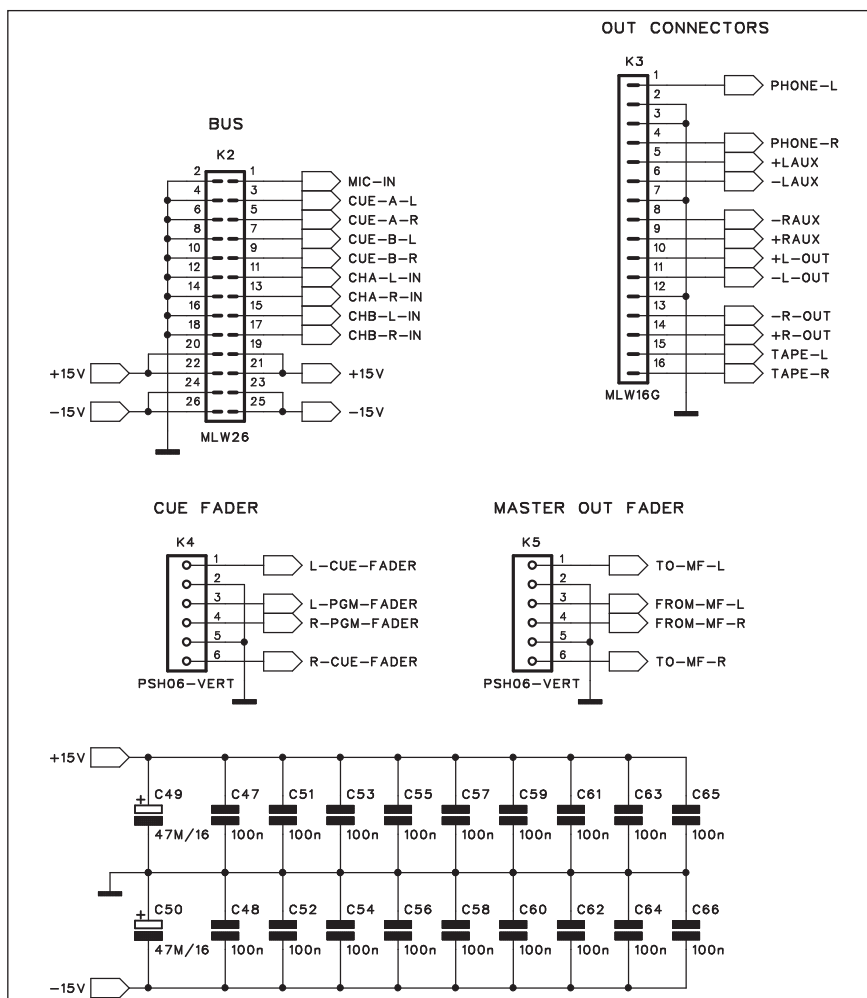 OUT CONNECTORS
K3
1 PHONE-L
2
3
4 PHONE-R
5 +LAUX
6 -LAUX
7
8 -RAUX
9 +RAUX
10 +L-OUT
11 -L-OUT
12
13 -R-OUT
14 +R-OUT
15 TAPE-L
16 TAPE-R
MLW16G
BUS
K2
2 1 MIC-IN
4 3 CUE-A-L
6 5 CUE-A-R
8 7 CUE-B-L
10 9 CUE-B-R
12 11 CHA-L-IN
14 13 CHA-R-IN
16 15 CHB-L-IN
18 17 CHB-R-IN
20 19
+15V 22 21 +15V
24 23
-15V 26 25 -15V
MLW26
CUE FADER
K4
1 L-CUE-FADER
2
3 L-PGM-FADER
4 R-PGM-FADER
5
6 R-CUE-FADER
PSH06-VERT
MASTER OUT FADER
K5
1 TO-MF-L
2
3 FROM-MF-L
4 FROM-MF-R
5
6 TO-MF-R
PSH06-VERT
+15V
+ C49 C47 C51 C53 C55 C57 C59 C61 C63 C65
47M/16 100n 100n 100n 100n 100n 100n 100n 100n 100n
+ C50 C48 C52 C54 C56 C58 C60 C62 C64 C66
47M/16 100n 100n 100n 100n 100n 100n 100n 100n 100n
-15V